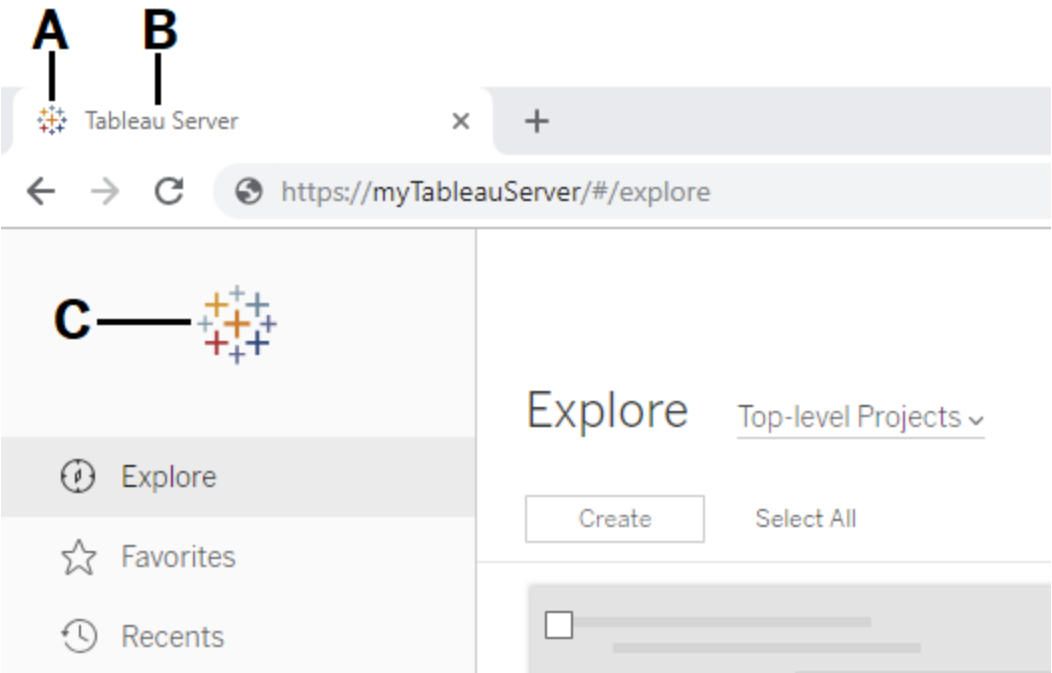 A B
Tableau Server
https://myTableauServer/#/explore
C
Explore
Favorites
Recents
Explore Top-level Projects
Create Select All